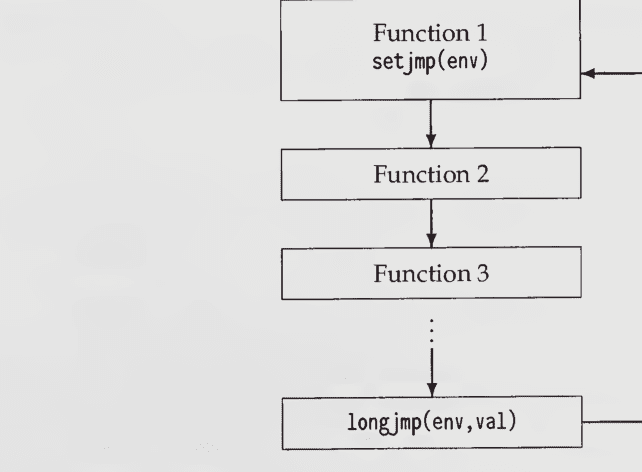 Function 1
setjmp(env)
Function 2
Function 3
longjmp(env,val)